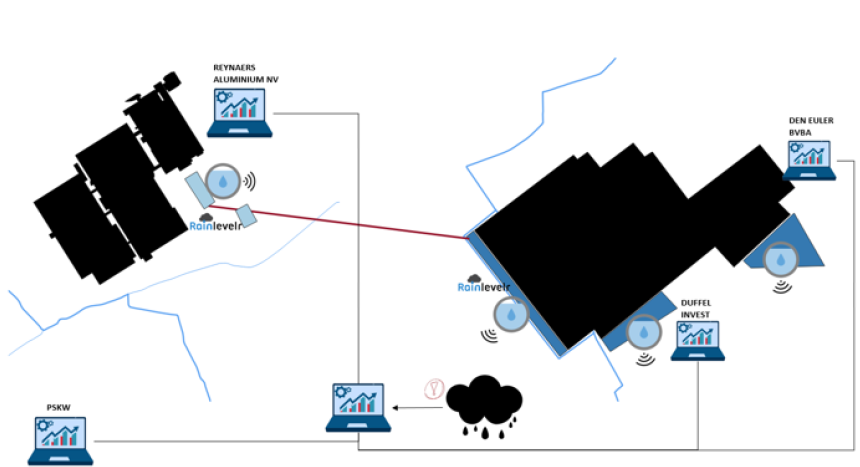 REYNAERS
ALUMINIUM NV
DEN EULER
BVBA
Rainlevelr
Rainlevelr
DUFFEL
INVEST
PSKW